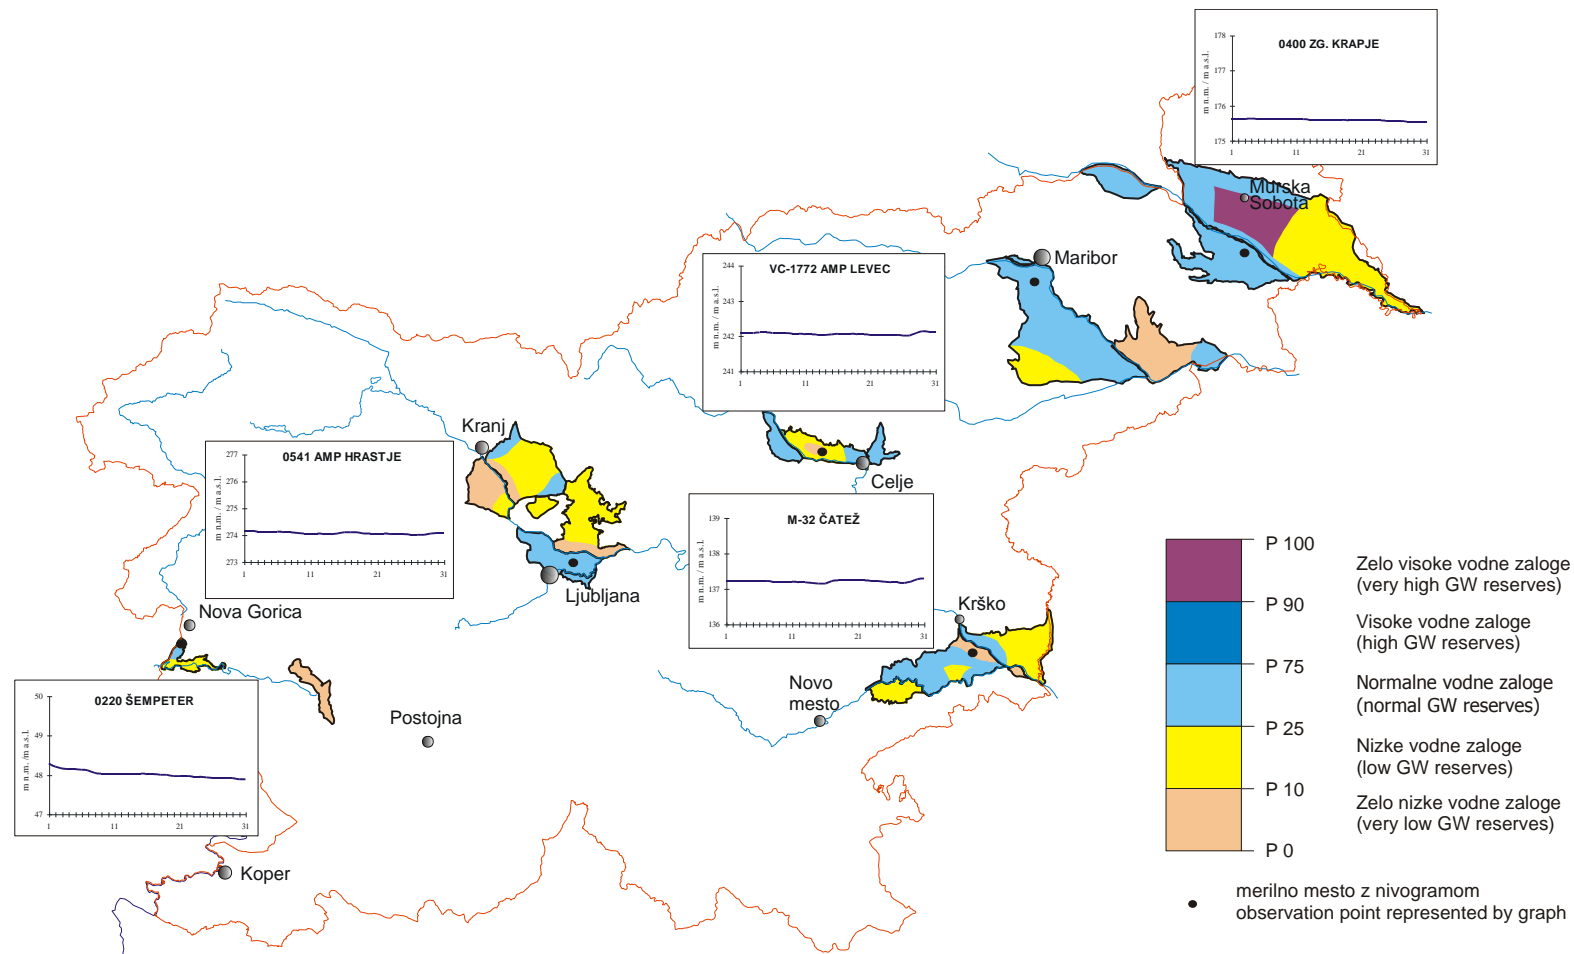 0400 ZG. KRAPJE
m n.m. / m a.s.l.
178
177
176
175
1
11
21
31
Murska
Sobota
Maribor
VC-1772 AMP LEVEC
m n.m. / m a.s.l.
244
243
242
241
1
11
21
31
Kranj
0541 AMP HRASTJE
m n.m. / m a.s.l.
277
276
275
274
273
1
11
21
31
Celje
M-32 ČATEŽ
m n.m. / m a.s.l.
139
138
137
136
1
11
21
31
Ljubljana
Nova Gorica
Krško
Novo
mesto
Postojna
0220 ŠEMPETER
m n.m. /m a.s.l.
50
49
48
47
1
11
21
31
Koper
P 100
Zelo visoke vodne zaloge
(very high GW reserves)
P 90
Visoke vodne zaloge
(high GW reserves)
P 75
Normalne vodne zaloge
(normal GW reserves)
P 25
Nizke vodne zaloge
(low GW reserves)
P 10
Zelo nizke vodne zaloge
(very low GW reserves)
P 0
merilno mesto z nivogramom
observation point represented by graph